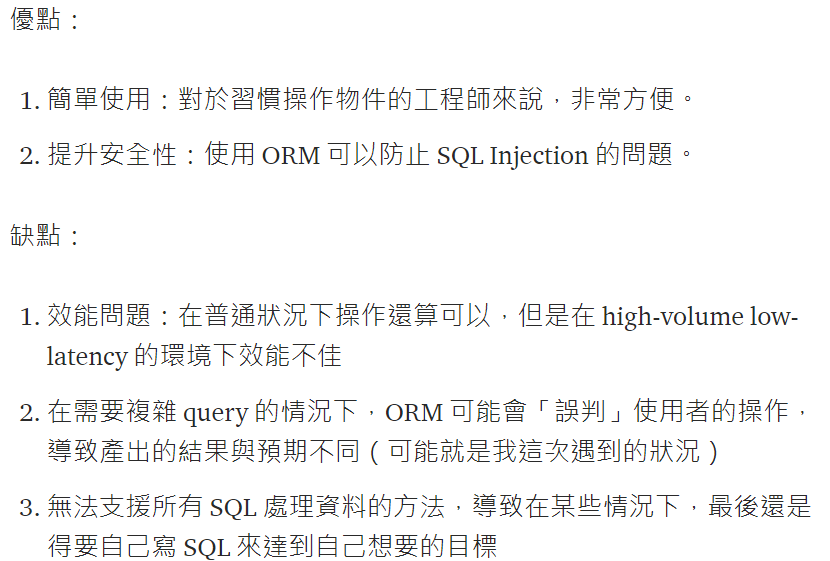 優點：
1. 簡單使用：對於習慣操作物件的工程師來說，非常方便。
2. 提升安全性：使用 ORM 可以防止 SQL Injection 的問題。
缺點：
1. 效能問題：在普通狀況下操作還算可以，但是在 high-volume low-
latency 的環境下效能不佳
2. 在需要複雜 query 的情況下，ORM 可能會「誤判」使用者的操作，
導致產出的結果與預期不同（可能就是我這次遇到的狀況）
3. 無法支援所有 SQL 處理資料的方法，導致在某些情況下，最後還是
得要自己寫 SQL 來達到自己想要的目標